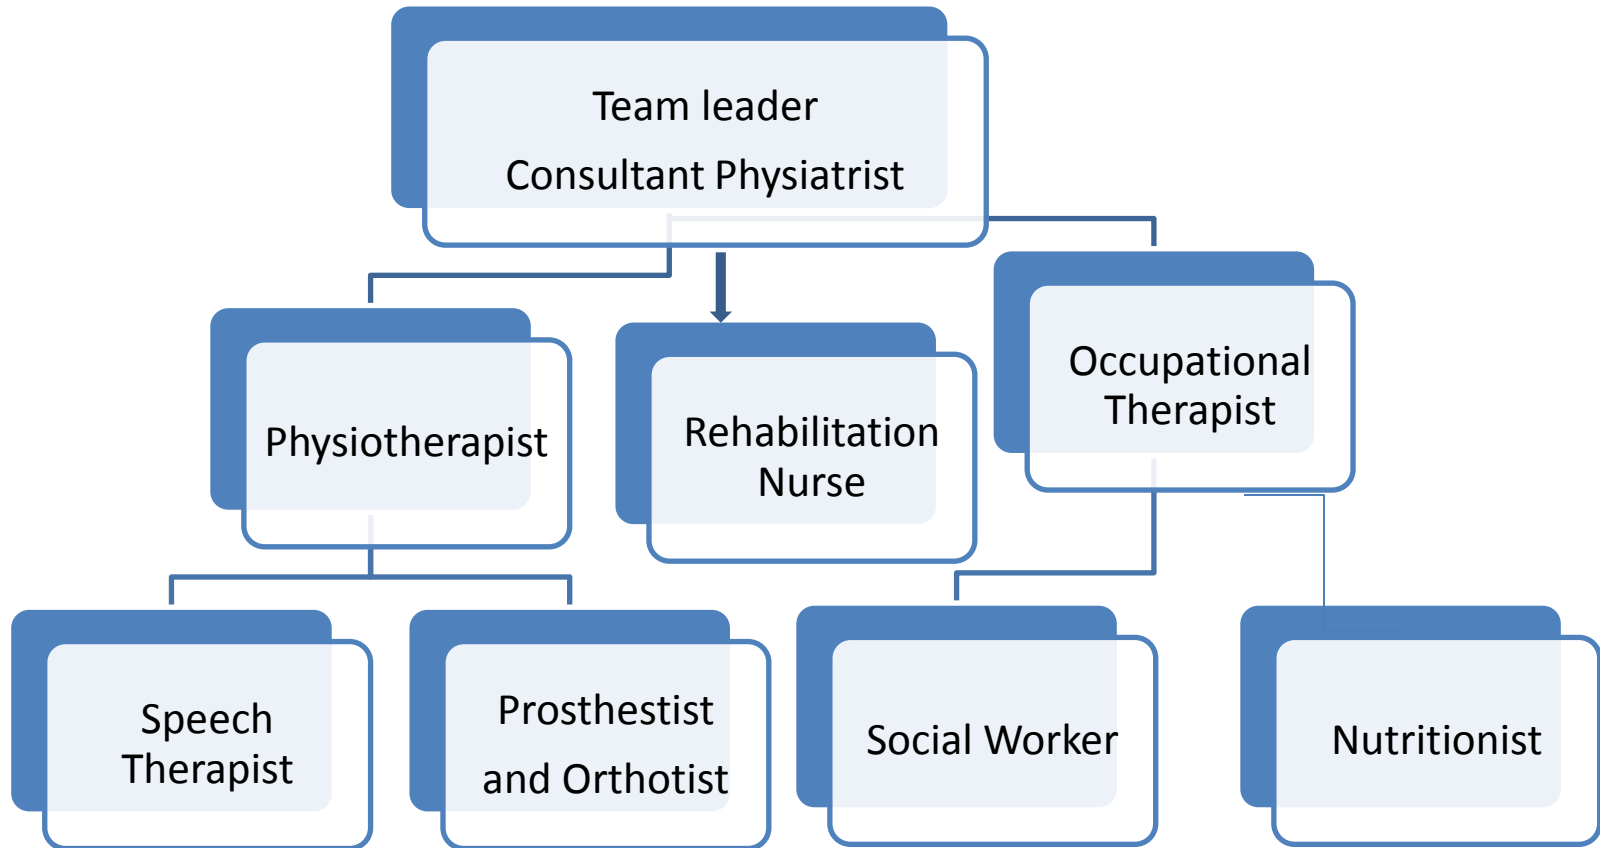 Team leader
Consultant Physiatrist
Physiotherapist
Rehabilitation
Nurse
Occupational
Therapist
Speech
Therapist
Prosthestist
and Orthotist
Social Worker
Nutritionist